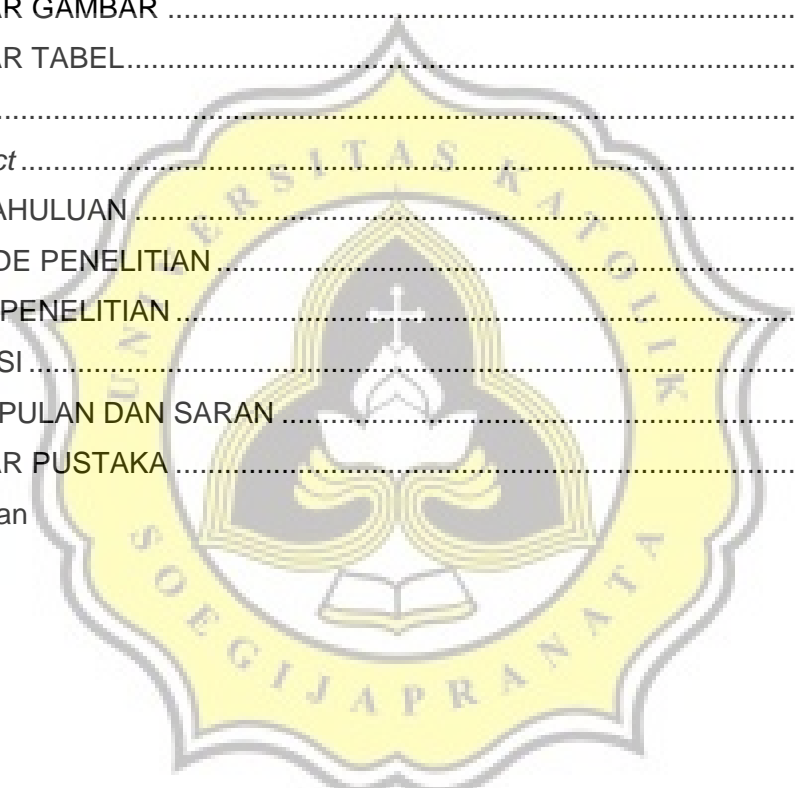 AR GAMBAR ................................................................................
AR TABEL.....................................................................................
.....................................................................................................
ct ..................................................................................................
AHULUAN ....................................................................................
DE PENELITIAN ..........................................................................
PENELITIAN ...............................................................................
SI .................................................................................................
PULAN DAN SARAN ..................................................................
AR PUSTAKA ..............................................................................
an
UNIVERSITAS KATOLIK
SOEGIJAPRANATA